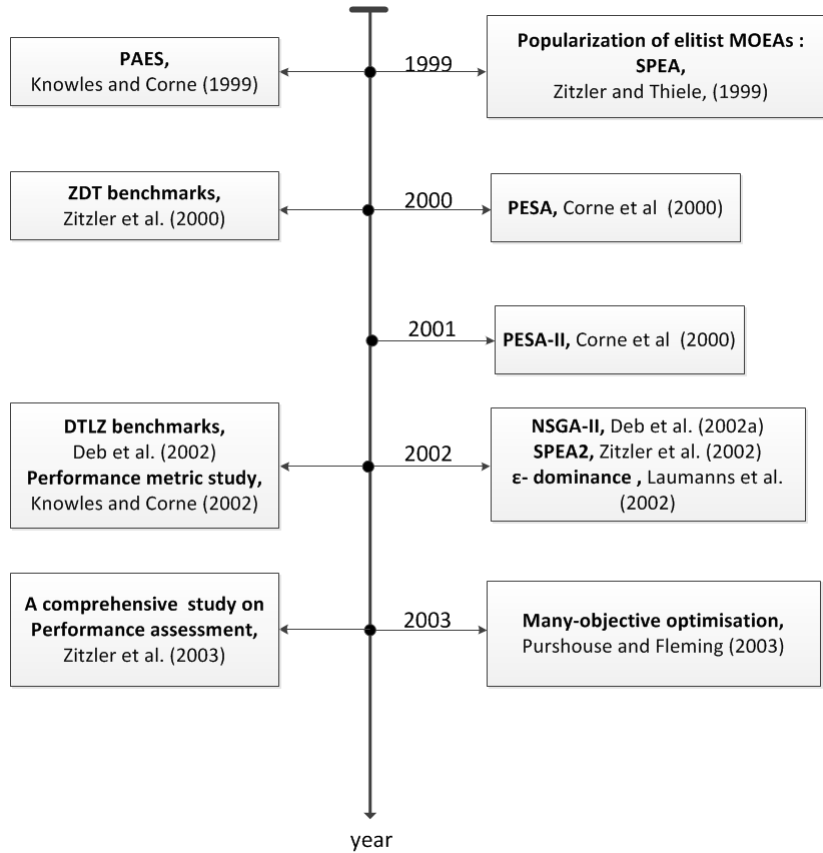 PAES,
Knowles and Corne (1999)
1999
Popularization of elitist MOEAs :
SPEA,
Zitzler and Thiele, (1999)
ZDT benchmarks,
Zitzler et al. (2000)
2000
PESA, Corne et al (2000)
2001
PESA-II, Corne et al (2000)
DTLZ benchmarks,
Deb et al. (2002)
Performance metric study,
Knowles and Corne (2002)
2002
NSGA-II, Deb et al. (2002a)
SPEA2, Zitzler et al. (2002)
ε- dominance , Laumanns et al.
(2002)
A comprehensive study on
Performance assessment,
Zitzler et al. (2003)
2003
Many-objective optimisation,
Purshouse and Fleming (2003)
year